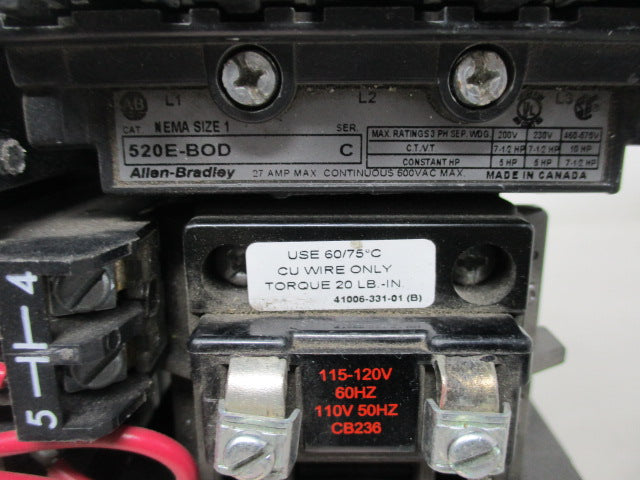 L1 L2 L3
AB
CAT NEMA SIZE 1 SER.
520E-BOD C
MAX. RATINGS 3 PH SEP. WDG. 200V 230V 460-575V
C.T./V.T. 7-1/2 HP 7-1/2 HP 10 HP
CONSTANT HP 5 HP 5 HP 7-1/2 HP
Allen-Bradley 27 AMP MAX CONTINUOUS 600VAC MAX. MADE IN CANADA
USE 60/75°C
CU WIRE ONLY
TORQUE 20 LB.-IN.
41006-331-01 (B)
5 4
115-120V
60HZ
110V 50HZ
CB236